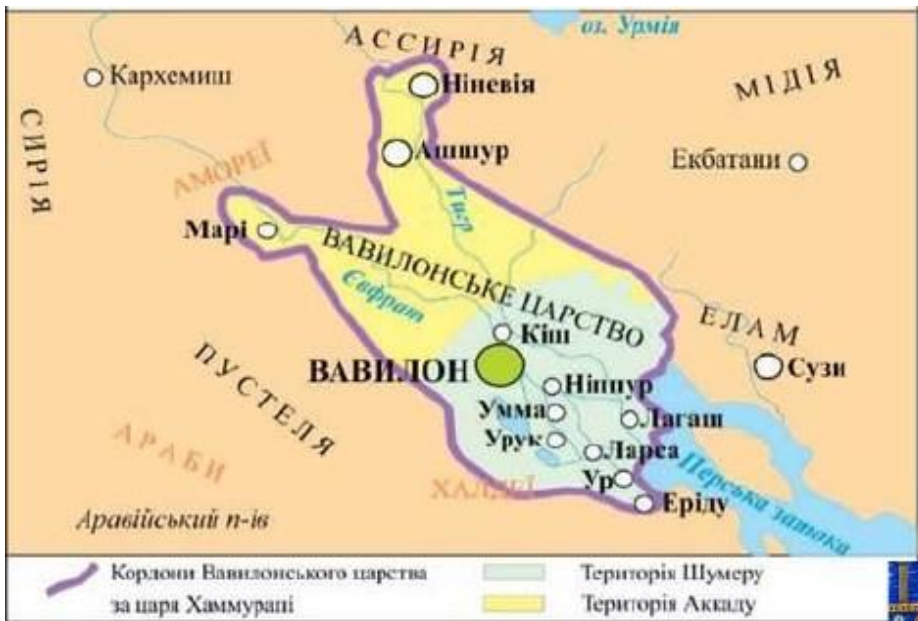 оз. Урмія
АССИРІЯ
Кархемиш
Ніневія
МІДІЯ
СИРІЯ
Ашшур
Екбатани
АМОРЕЇ
Тигр
Марі
ВАВИЛОНСЬКЕ ЦАРСТВО
Євфрат
Кіш
ЕЛАМ
ПУСТЕЛЯ
ВАВИЛОН
Сузи
Ніппур
Умма
Лагаш
Урук
Ларса
АРАБИ
Ур
Перська затока
ХАЛДЕЇ
Еріду
Аравійський п-ів
Кордони Вавилонського царства
за царя Хаммурапі
Територія Шумеру
Територія Аккаду